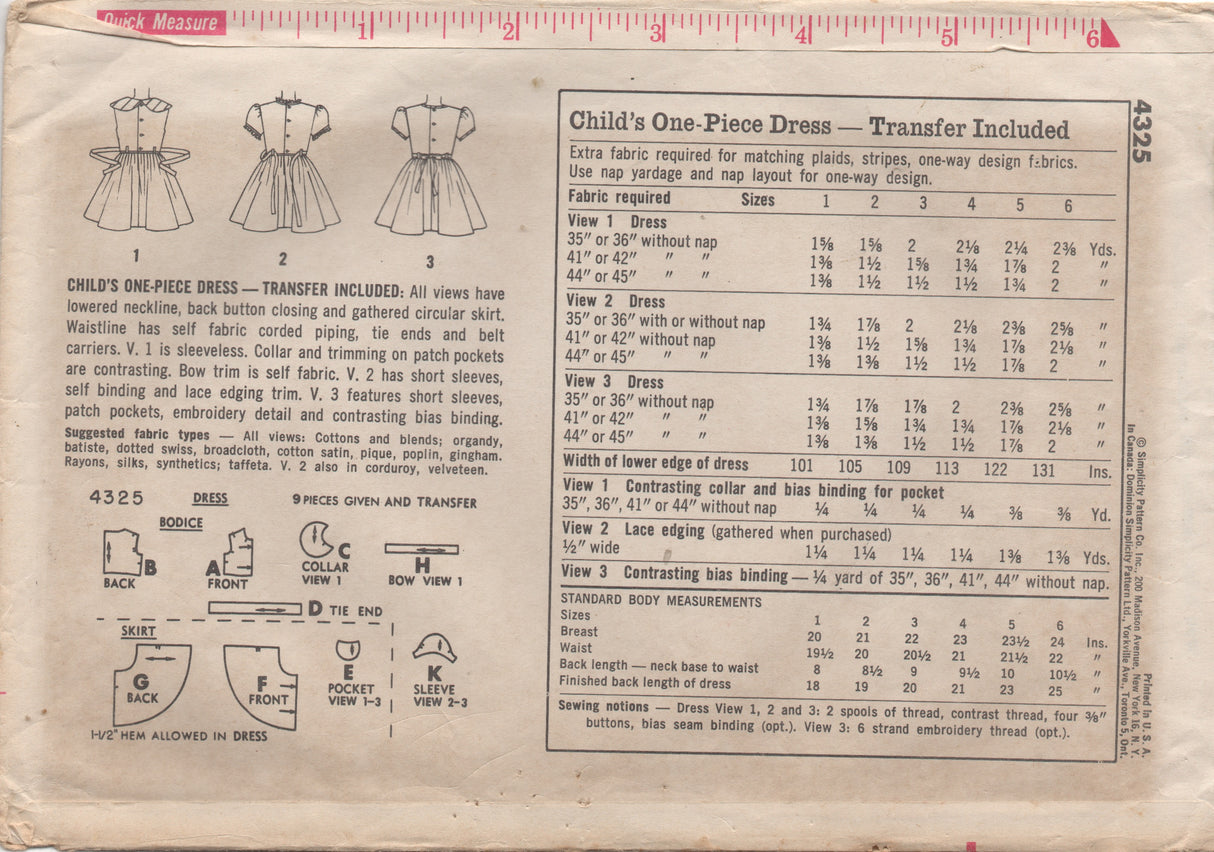 Quick Measure
1 2 3 4 5 6
1 2 3
CHILD'S ONE-PIECE DRESS — TRANSFER INCLUDED: All views have
lowered neckline, back button closing and gathered circular skirt.
Waistline has self fabric corded piping, tie ends and belt
carriers. V. 1 is sleeveless. Collar and trimming on patch pockets
are contrasting. Bow trim is self fabric. V. 2 has short sleeves,
self binding and lace edging trim. V. 3 features short sleeves,
patch pockets, embroidery detail and contrasting bias binding.
Suggested fabric types — All views: Cottons and blends; organdy,
batiste, dotted swiss, broadcloth, cotton satin, pique, poplin, gingham.
Rayons, silks, synthetics; taffeta. V. 2 also in corduroy, velveteen.
4325 DRESS 9 PIECES GIVEN AND TRANSFER
BODICE
B
BACK
A
FRONT
C
COLLAR
VIEW 1
H
BOW VIEW 1
D TIE END
SKIRT
G
BACK
F
FRONT
E
POCKET
VIEW 1-3
K
SLEEVE
VIEW 2-3
1-1/2" HEM ALLOWED IN DRESS
Child's One-Piece Dress — Transfer Included
Extra fabric required for matching plaids, stripes, one-way design fabrics.
Use nap yardage and nap layout for one-way design.
Fabric required Sizes 1 2 3 4 5 6
View 1 Dress
35" or 36" without nap 1⅝ 1⅝ 2 2⅛ 2¼ 2⅜ Yds.
41" or 42" " " 1⅜ 1½ 1⅝ 1¾ 1⅞ 2 "
44" or 45" " " 1⅜ 1½ 1½ 1½ 1¾ 2 "
View 2 Dress
35" or 36" with or without nap 1¾ 1⅞ 2 2⅛ 2⅜ 2⅝ "
41" or 42" without nap 1⅜ 1½ 1⅝ 1¾ 1⅞ 2⅛ "
44" or 45" " " 1⅜ 1⅜ 1½ 1½ 1⅞ 2 "
View 3 Dress
35" or 36" without nap 1¾ 1⅞ 1⅞ 2 2⅜ 2⅝ "
41" or 42" " " 1⅜ 1⅝ 1¾ 1¾ 1⅞ 2⅛ "
44" or 45" " " 1⅜ 1⅜ 1½ 1½ 1⅞ 2 "
Width of lower edge of dress 101 105 109 113 122 131 Ins.
View 1 Contrasting collar and bias binding for pocket
35", 36", 41" or 44" without nap ¼ ¼ ¼ ¼ ⅜ ⅜ Yd.
View 2 Lace edging (gathered when purchased)
½" wide 1¼ 1¼ 1¼ 1¼ 1⅜ 1⅜ Yds.
View 3 Contrasting bias binding — ¼ yard of 35", 36", 41", 44" without nap.
STANDARD BODY MEASUREMENTS
Sizes 1 2 3 4 5 6
Breast 20 21 22 23 23½ 24 Ins.
Waist 19½ 20 20½ 21 21½ 22 "
Back length — neck base to waist 8 8½ 9 9½ 10 10½ "
Finished back length of dress 18 19 20 21 23 25 "
Sewing notions — Dress View 1, 2 and 3: 2 spools of thread, contrast thread, four ⅜"
buttons, bias seam binding (opt.). View 3: 6 strand embroidery thread (opt.).
4325
© Simplicity Pattern Co. Inc., 200 Madison Avenue, New York 16, N. Y.
In Canada: Dominion Simplicity Pattern Ltd., Yorkville Ave., Toronto 5, Ont.
Printed in U. S. A.